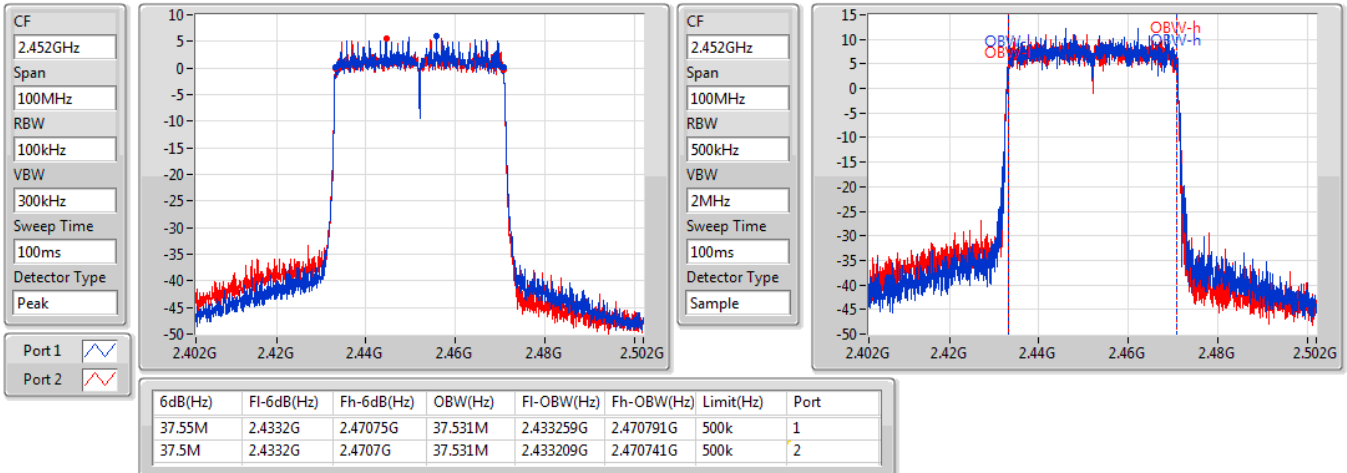 CF
2.452GHz
Span
100MHz
RBW
100kHz
VBW
300kHz
Sweep Time
100ms
Detector Type
Peak
10
5
0
-5
-10
-15
-20
-25
-30
-35
-40
-45
-50
2.402G 2.42G 2.44G 2.46G 2.48G 2.502G
Port 1
Port 2
CF
2.452GHz
Span
100MHz
RBW
500kHz
VBW
2MHz
Sweep Time
100ms
Detector Type
Sample
15
10
5
0
-5
-10
-15
-20
-25
-30
-35
-40
-45
-50
OBW-h
OBW-h
2.402G 2.42G 2.44G 2.46G 2.48G 2.502G
6dB(Hz) Fl-6dB(Hz) Fh-6dB(Hz) OBW(Hz) Fl-OBW(Hz) Fh-OBW(Hz) Limit(Hz) Port
37.55M 2.4332G 2.47075G 37.531M 2.433259G 2.470791G 500k 1
37.5M 2.4332G 2.4707G 37.531M 2.433209G 2.470741G 500k 2